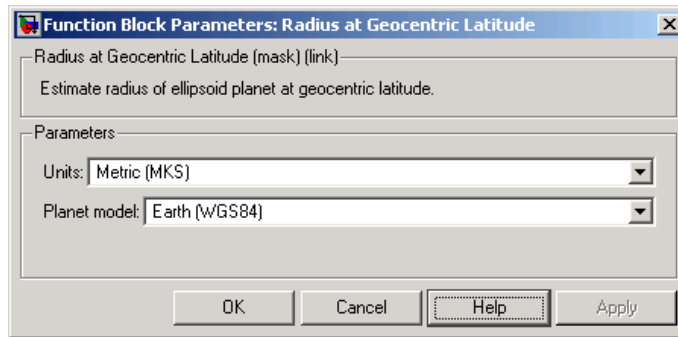 Function Block Parameters: Radius at Geocentric Latitude
Radius at Geocentric Latitude (mask) (link)
Estimate radius of ellipsoid planet at geocentric latitude.
Parameters
Units: Metric (MKS)
Planet model: Earth (WGS84)
OK Cancel Help Apply